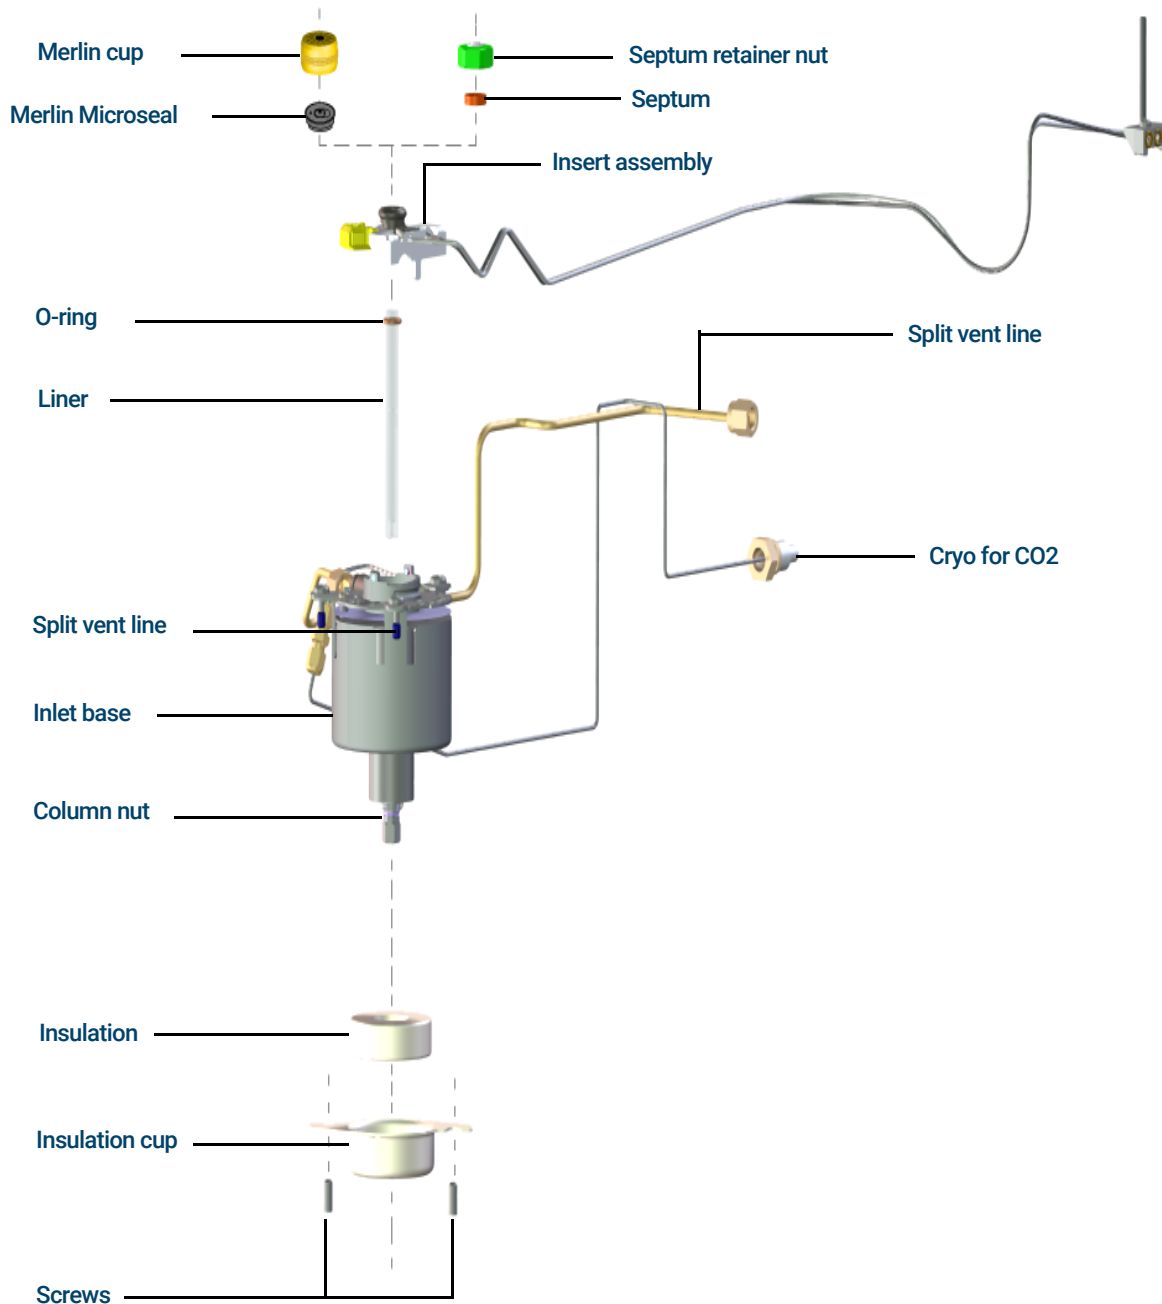 Merlin cup
Septum retainer nut
Septum
Merlin Microseal
Insert assembly
O-ring
Split vent line
Liner
Cryo for CO2
Split vent line
Inlet base
Column nut
Insulation
Insulation cup
Screws